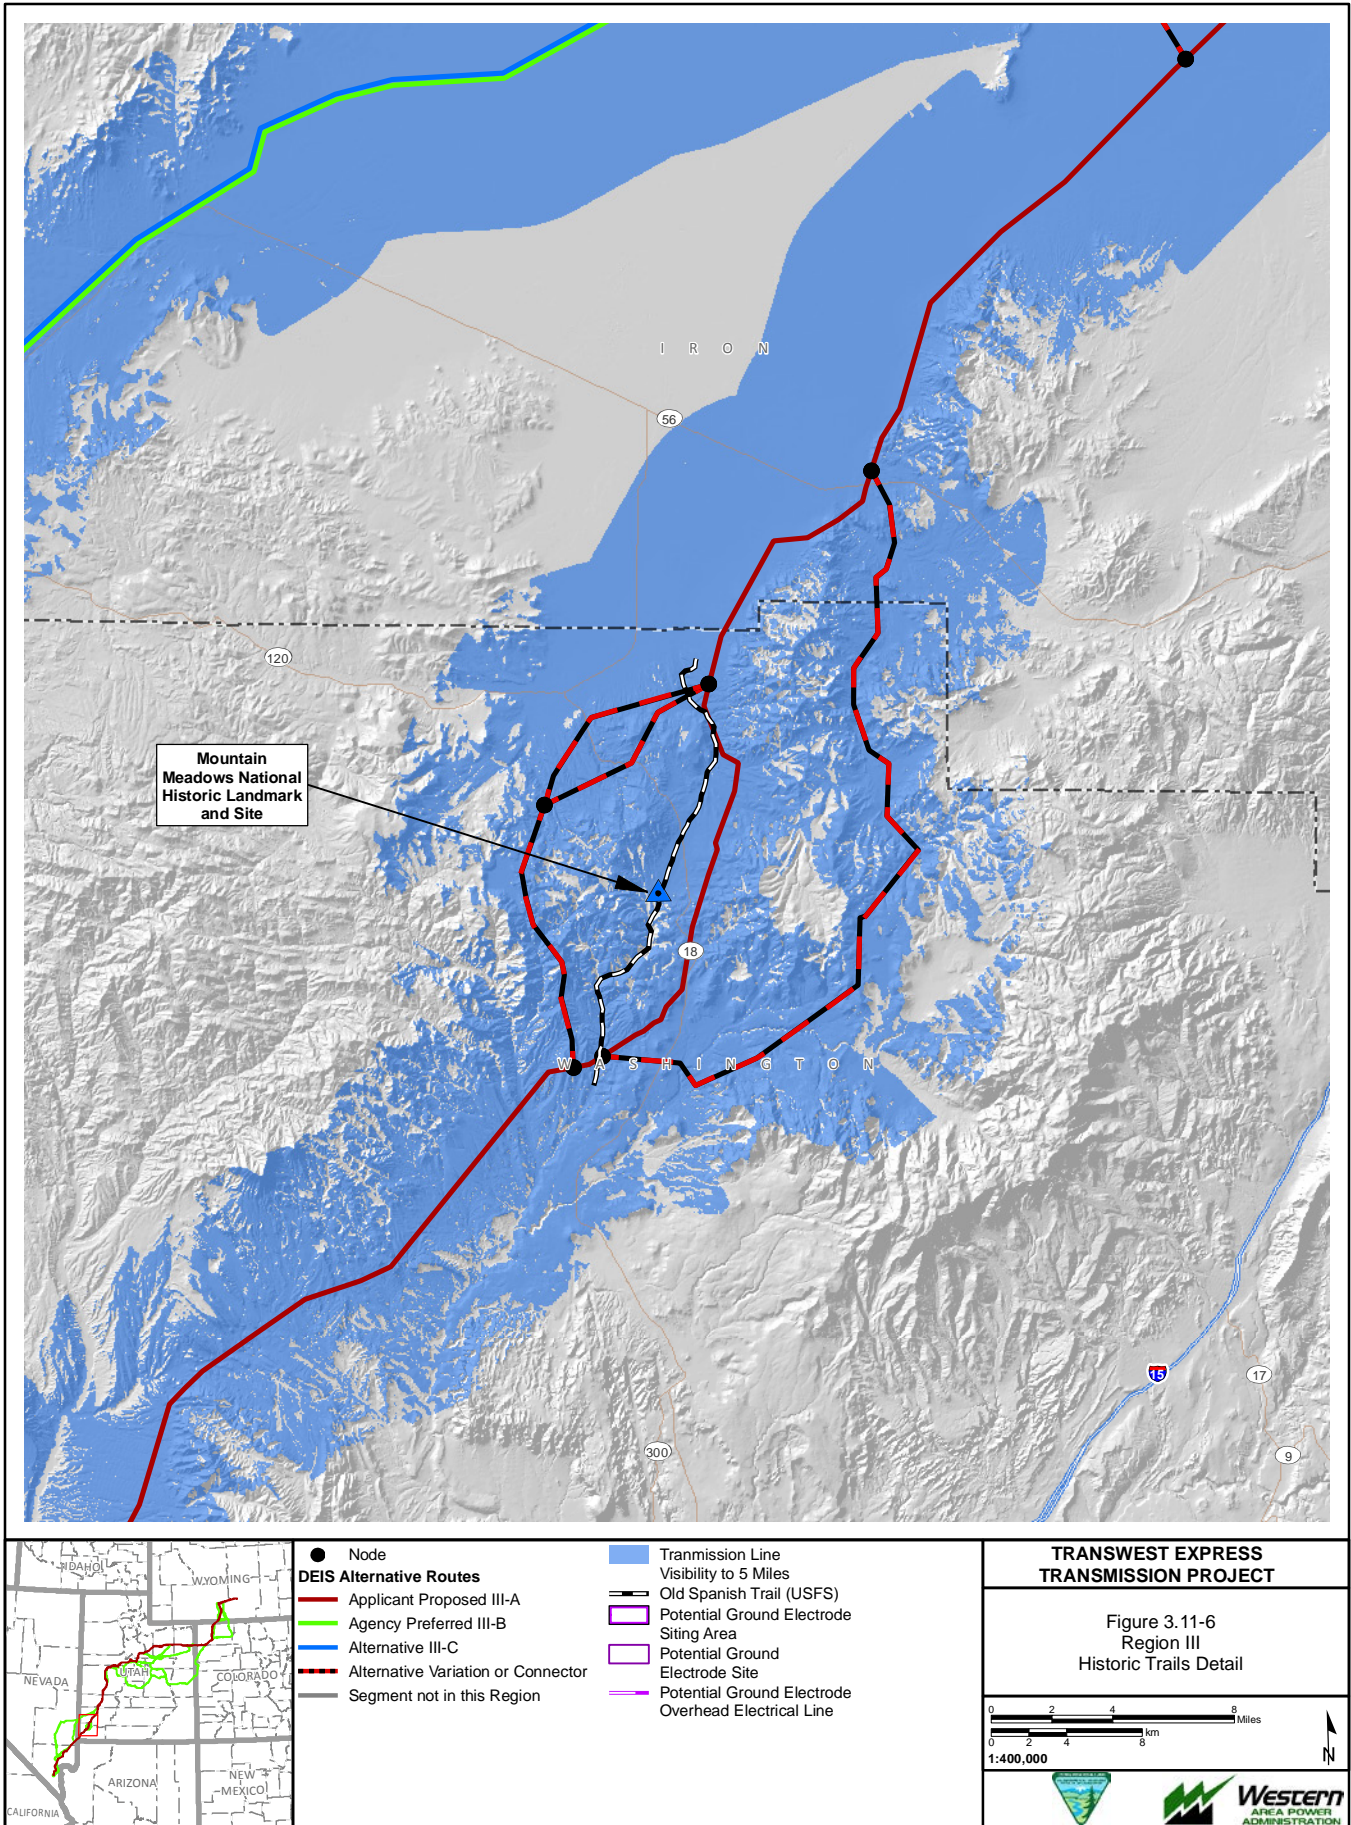 I R O N
56
120
Mountain
Meadows National
Historic Landmark
and Site
18
W A S H I N G T O N
15
17
300
9
IDAHO
WYOMING
NEVADA
UTAH
COLORADO
ARIZONA
NEW
MEXICO
CALIFORNIA
Node
DEIS Alternative Routes
Applicant Proposed III-A
Agency Preferred III-B
Alternative III-C
Alternative Variation or Connector
Segment not in this Region
Tranmission Line
Visibility to 5 Miles
Old Spanish Trail (USFS)
Potential Ground Electrode
Siting Area
Potential Ground
Electrode Site
Potential Ground Electrode
Overhead Electrical Line
TRANSWEST EXPRESS
TRANSMISSION PROJECT
Figure 3.11-6
Region III
Historic Trails Detail
0 2 4 8
Miles
km
0 2 4 8
1:400,000
N
Western
AREA POWER
ADMINISTRATION